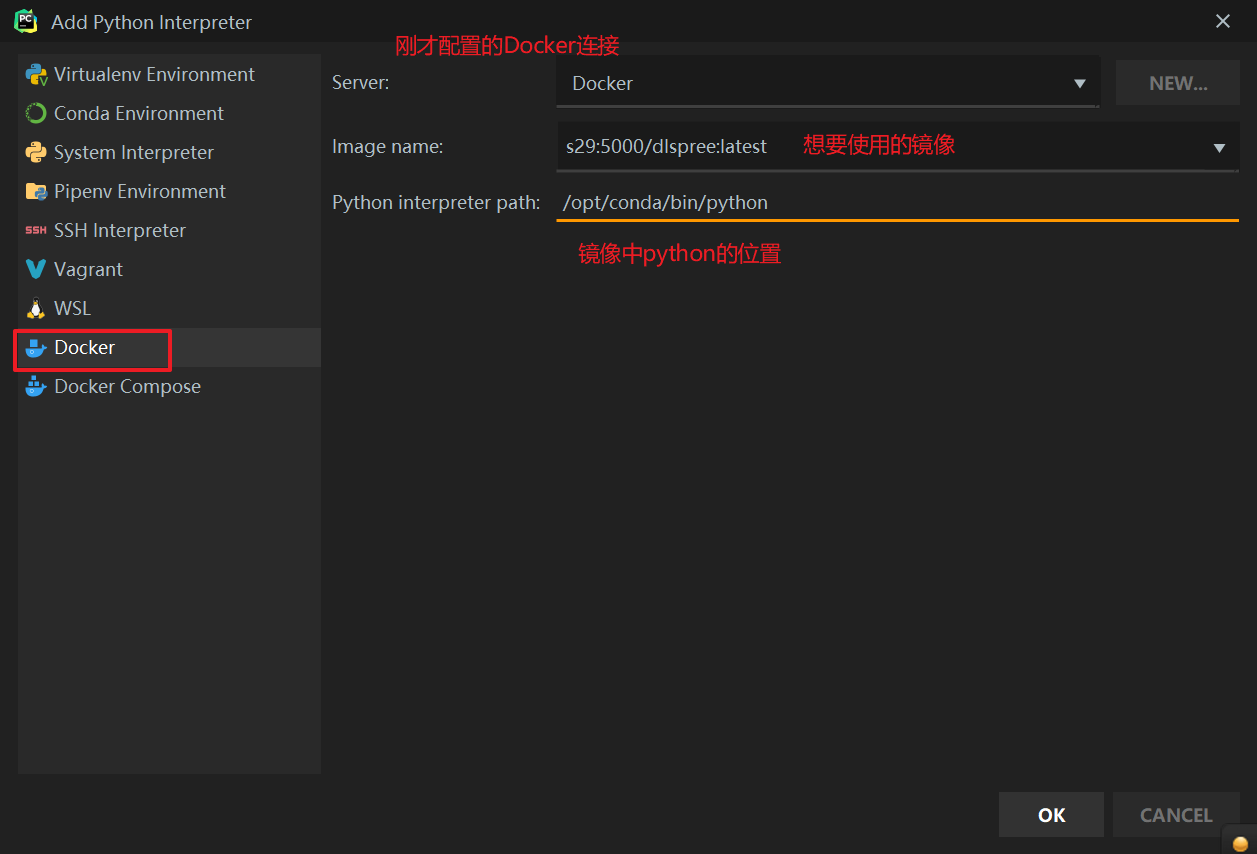 PC Add Python Interpreter
Virtualenv Environment
Conda Environment
System Interpreter
Pipenv Environment
SSH SSH Interpreter
Vagrant
WSL
Docker
Docker Compose
刚才配置的Docker连接
Server: Docker NEW...
Image name: s29:5000/dlspree:latest 想要使用的镜像
Python interpreter path: /opt/conda/bin/python
镜像中python的位置
OK CANCEL